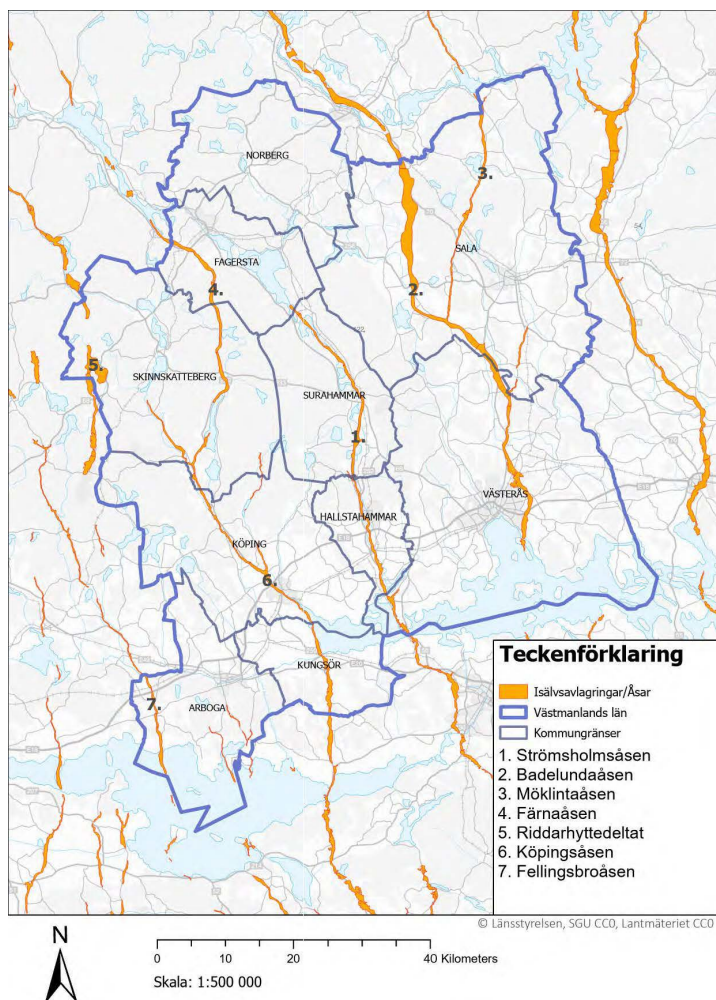 NORBERG
3.
SALA
FAGERSTA
4.
2.
5.
SKINNSKATTEBERG
SURAHAMMAR
1.
VÄSTERÅS
HALLSTAHAMMAR
KÖPING
6.
KUNGSÖR
7.
ARBOGA
Teckenförklaring
Isälvsavlagringar/Åsar
Västmanlands län
Kommungränser
1. Strömsholmsåsen
2. Badelundaåsen
3. Möklintaåsen
4. Färnaåsen
5. Riddarhyttedeltat
6. Köpingsåsen
7. Fellingsbroåsen
© Länsstyrelsen, SGU CC0, Lantmäteriet CC0
N
0 10 20 40 Kilometers
Skala: 1:500 000